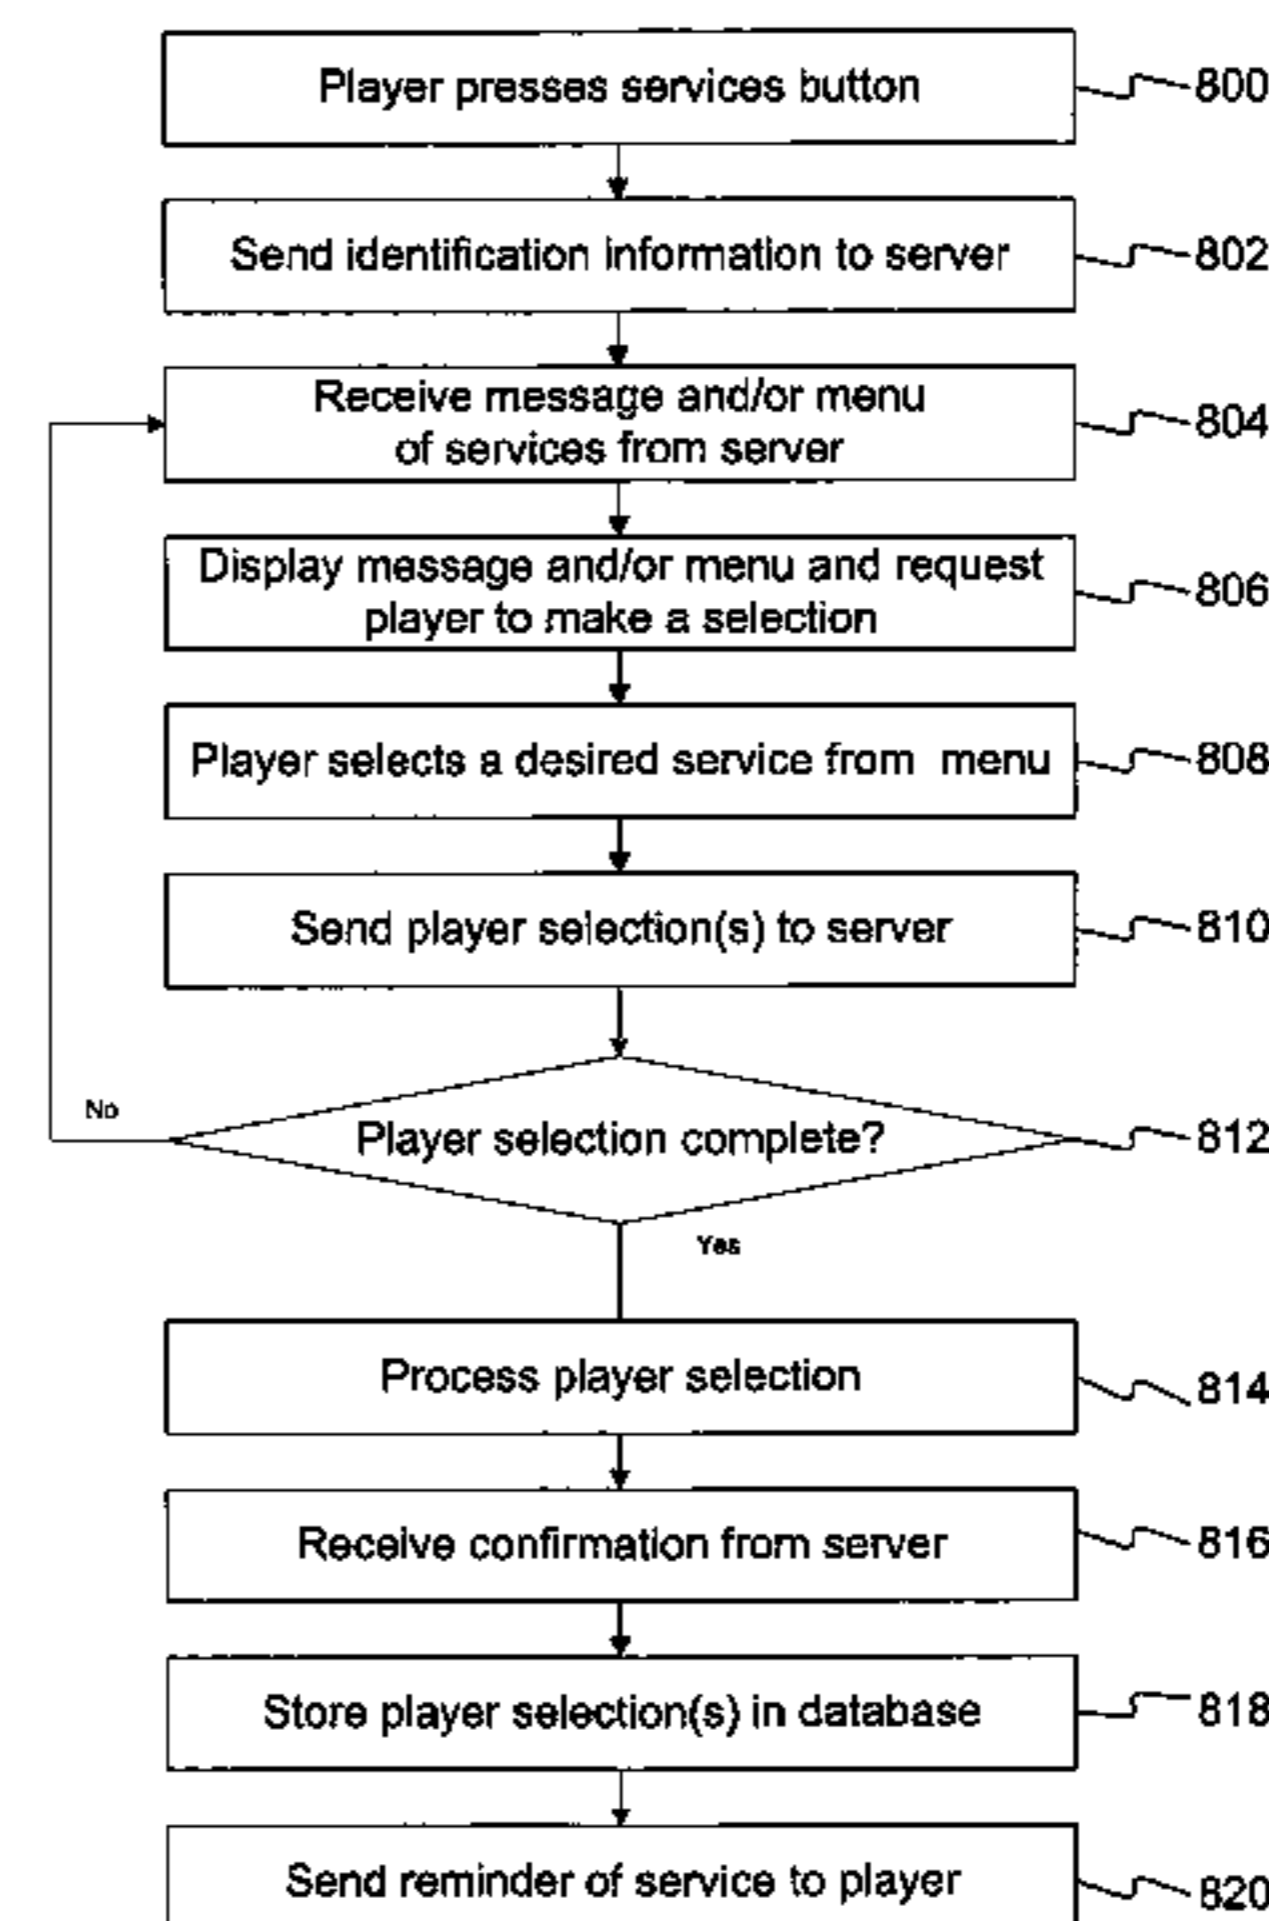 Player presses services button
800
Send identification information to server
802
Receive message and/or menu
of services from server
804
Display message and/or menu and request
player to make a selection
806
Player selects a desired service from menu
808
Send player selection(s) to server
810
No
Player selection complete?
812
Yes
Process player selection
814
Receive confirmation from server
816
Store player selection(s) in database
818
Send reminder of service to player
820